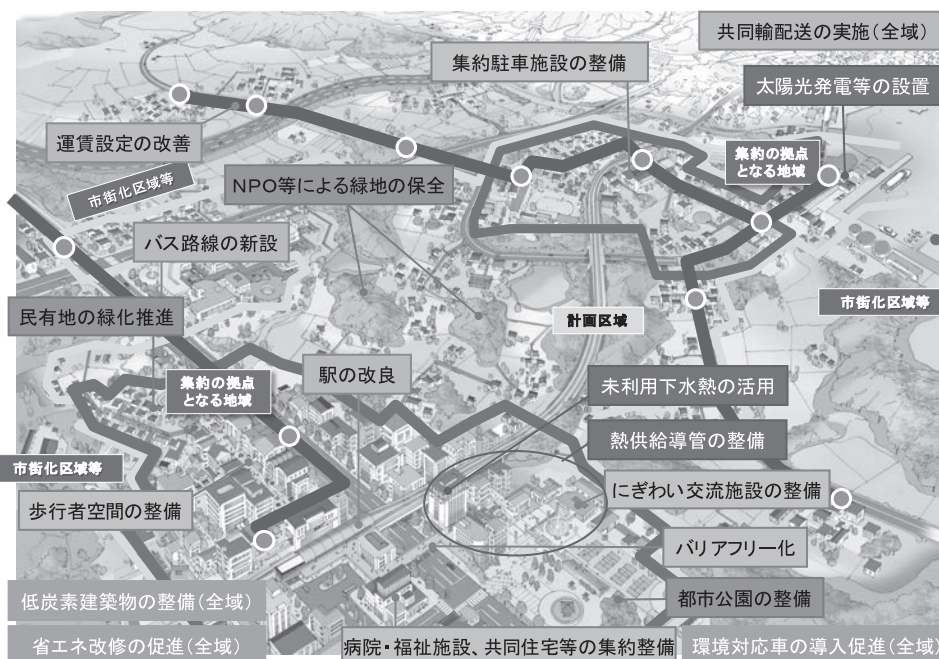 共同輸配送の実施(全域)
集約駐車施設の整備
太陽光発電等の設置
運賃設定の改善
集約の拠点
となる地域
市街化区域等
NPO等による緑地の保全
バス路線の新設
市街化区域等
民有地の緑化推進
計画区域
駅の改良
集約の拠点
となる地域
未利用下水熱の活用
熱供給導管の整備
市街化区域等
にぎわい交流施設の整備
歩行者空間の整備
バリアフリー化
低炭素建築物の整備(全域)
都市公園の整備
省エネ改修の促進(全域)
病院・福祉施設、共同住宅等の集約整備
環境対応車の導入促進(全域)